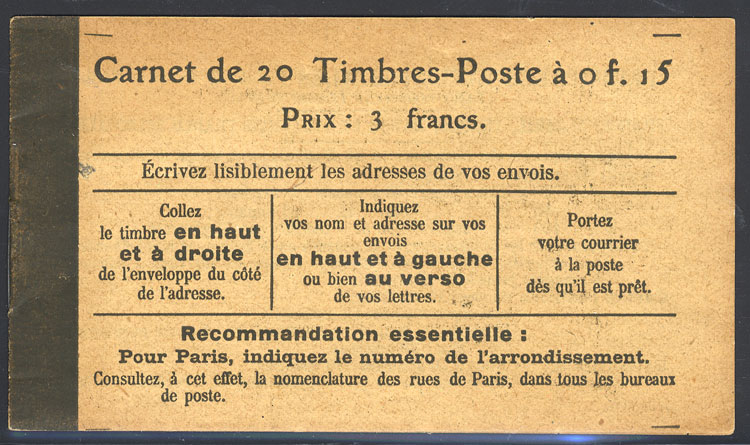 Carnet de 20 Timbres-Poste à 0 f. 15
PRIX : 3 francs.
Écrivez lisiblement les adresses de vos envois.
Collez
le timbre en haut
et à droite
de l'enveloppe du côté
de l'adresse.
Indiquez
vos nom et adresse sur vos
envois
en haut et à gauche
ou bien au verso
de vos lettres.
Portez
votre courrier
à la poste
dès qu'il est prêt.
Recommandation essentielle :
Pour Paris, indiquez le numéro de l'arrondissement.
Consultez, à cet effet, la nomenclature des rues de Paris, dans tous les bureaux
de poste.